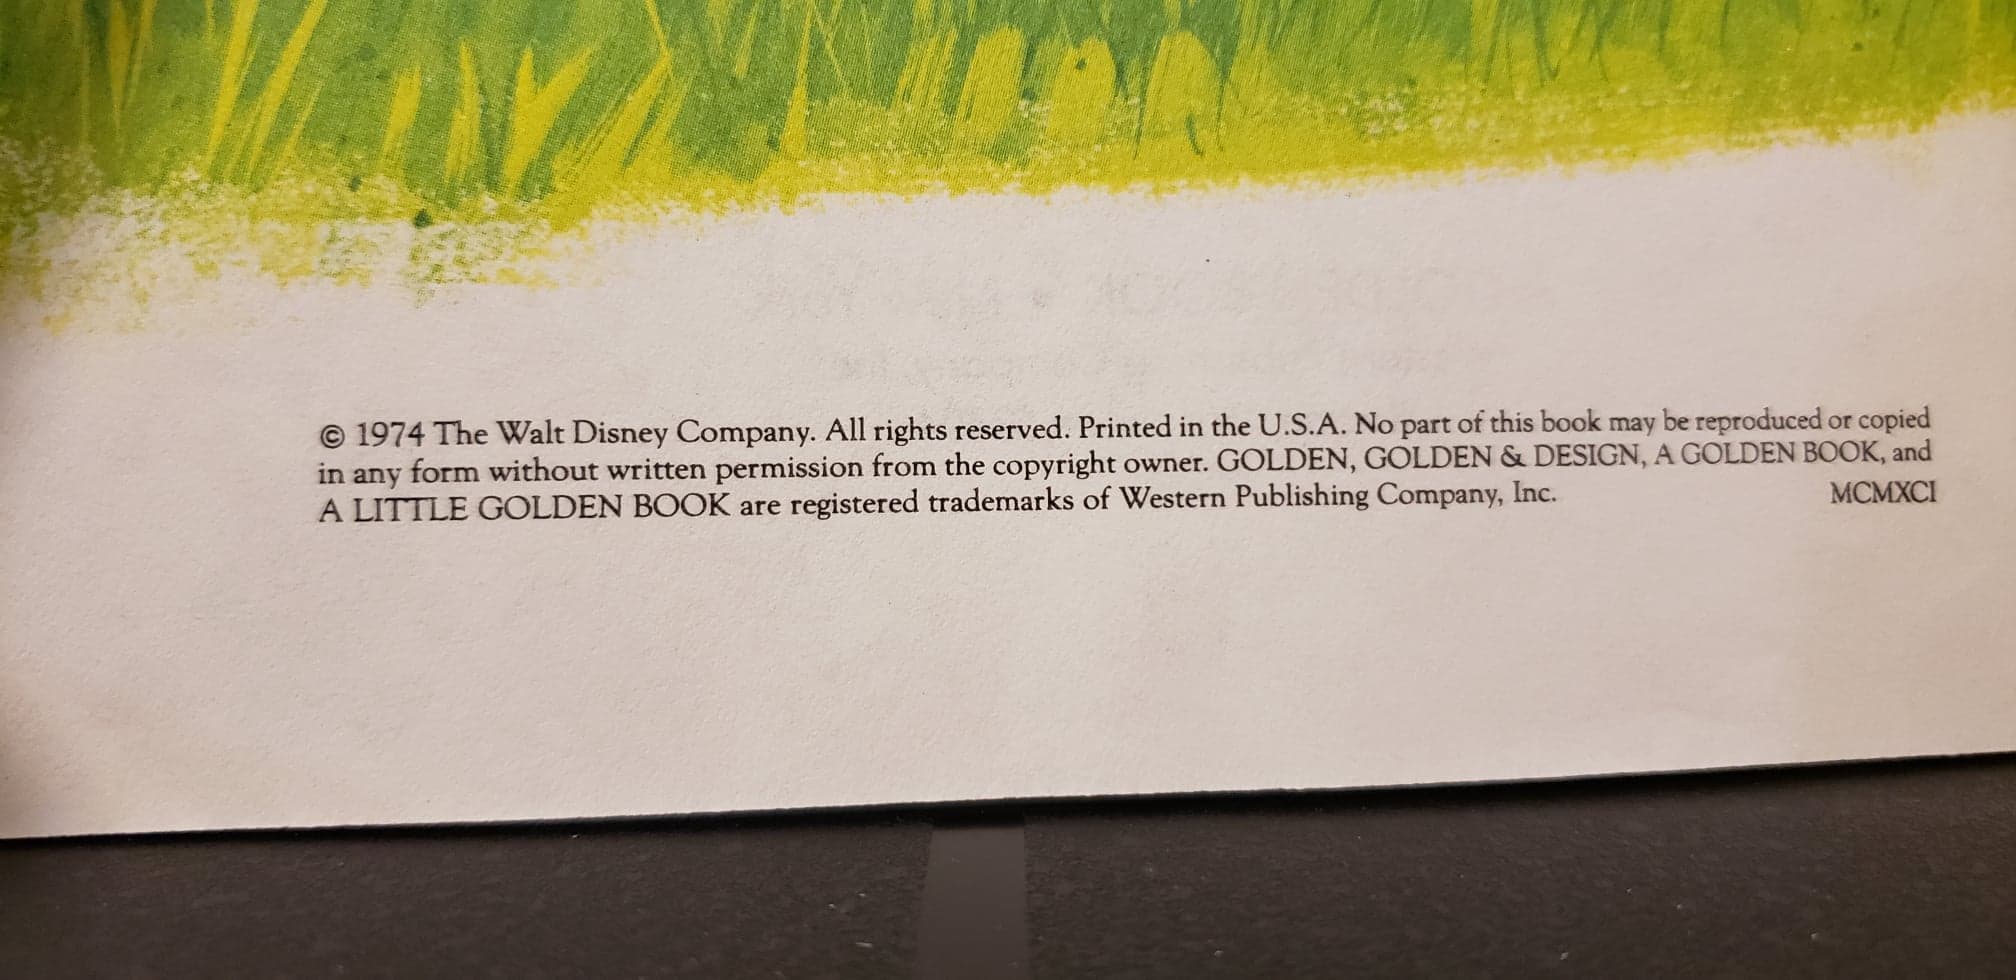 © 1974 The Walt Disney Company. All rights reserved. Printed in the U.S.A. No part of this book may be reproduced or copied
in any form without written permission from the copyright owner. GOLDEN, GOLDEN & DESIGN, A GOLDEN BOOK, and
A LITTLE GOLDEN BOOK are registered trademarks of Western Publishing Company, Inc. MCMXCI